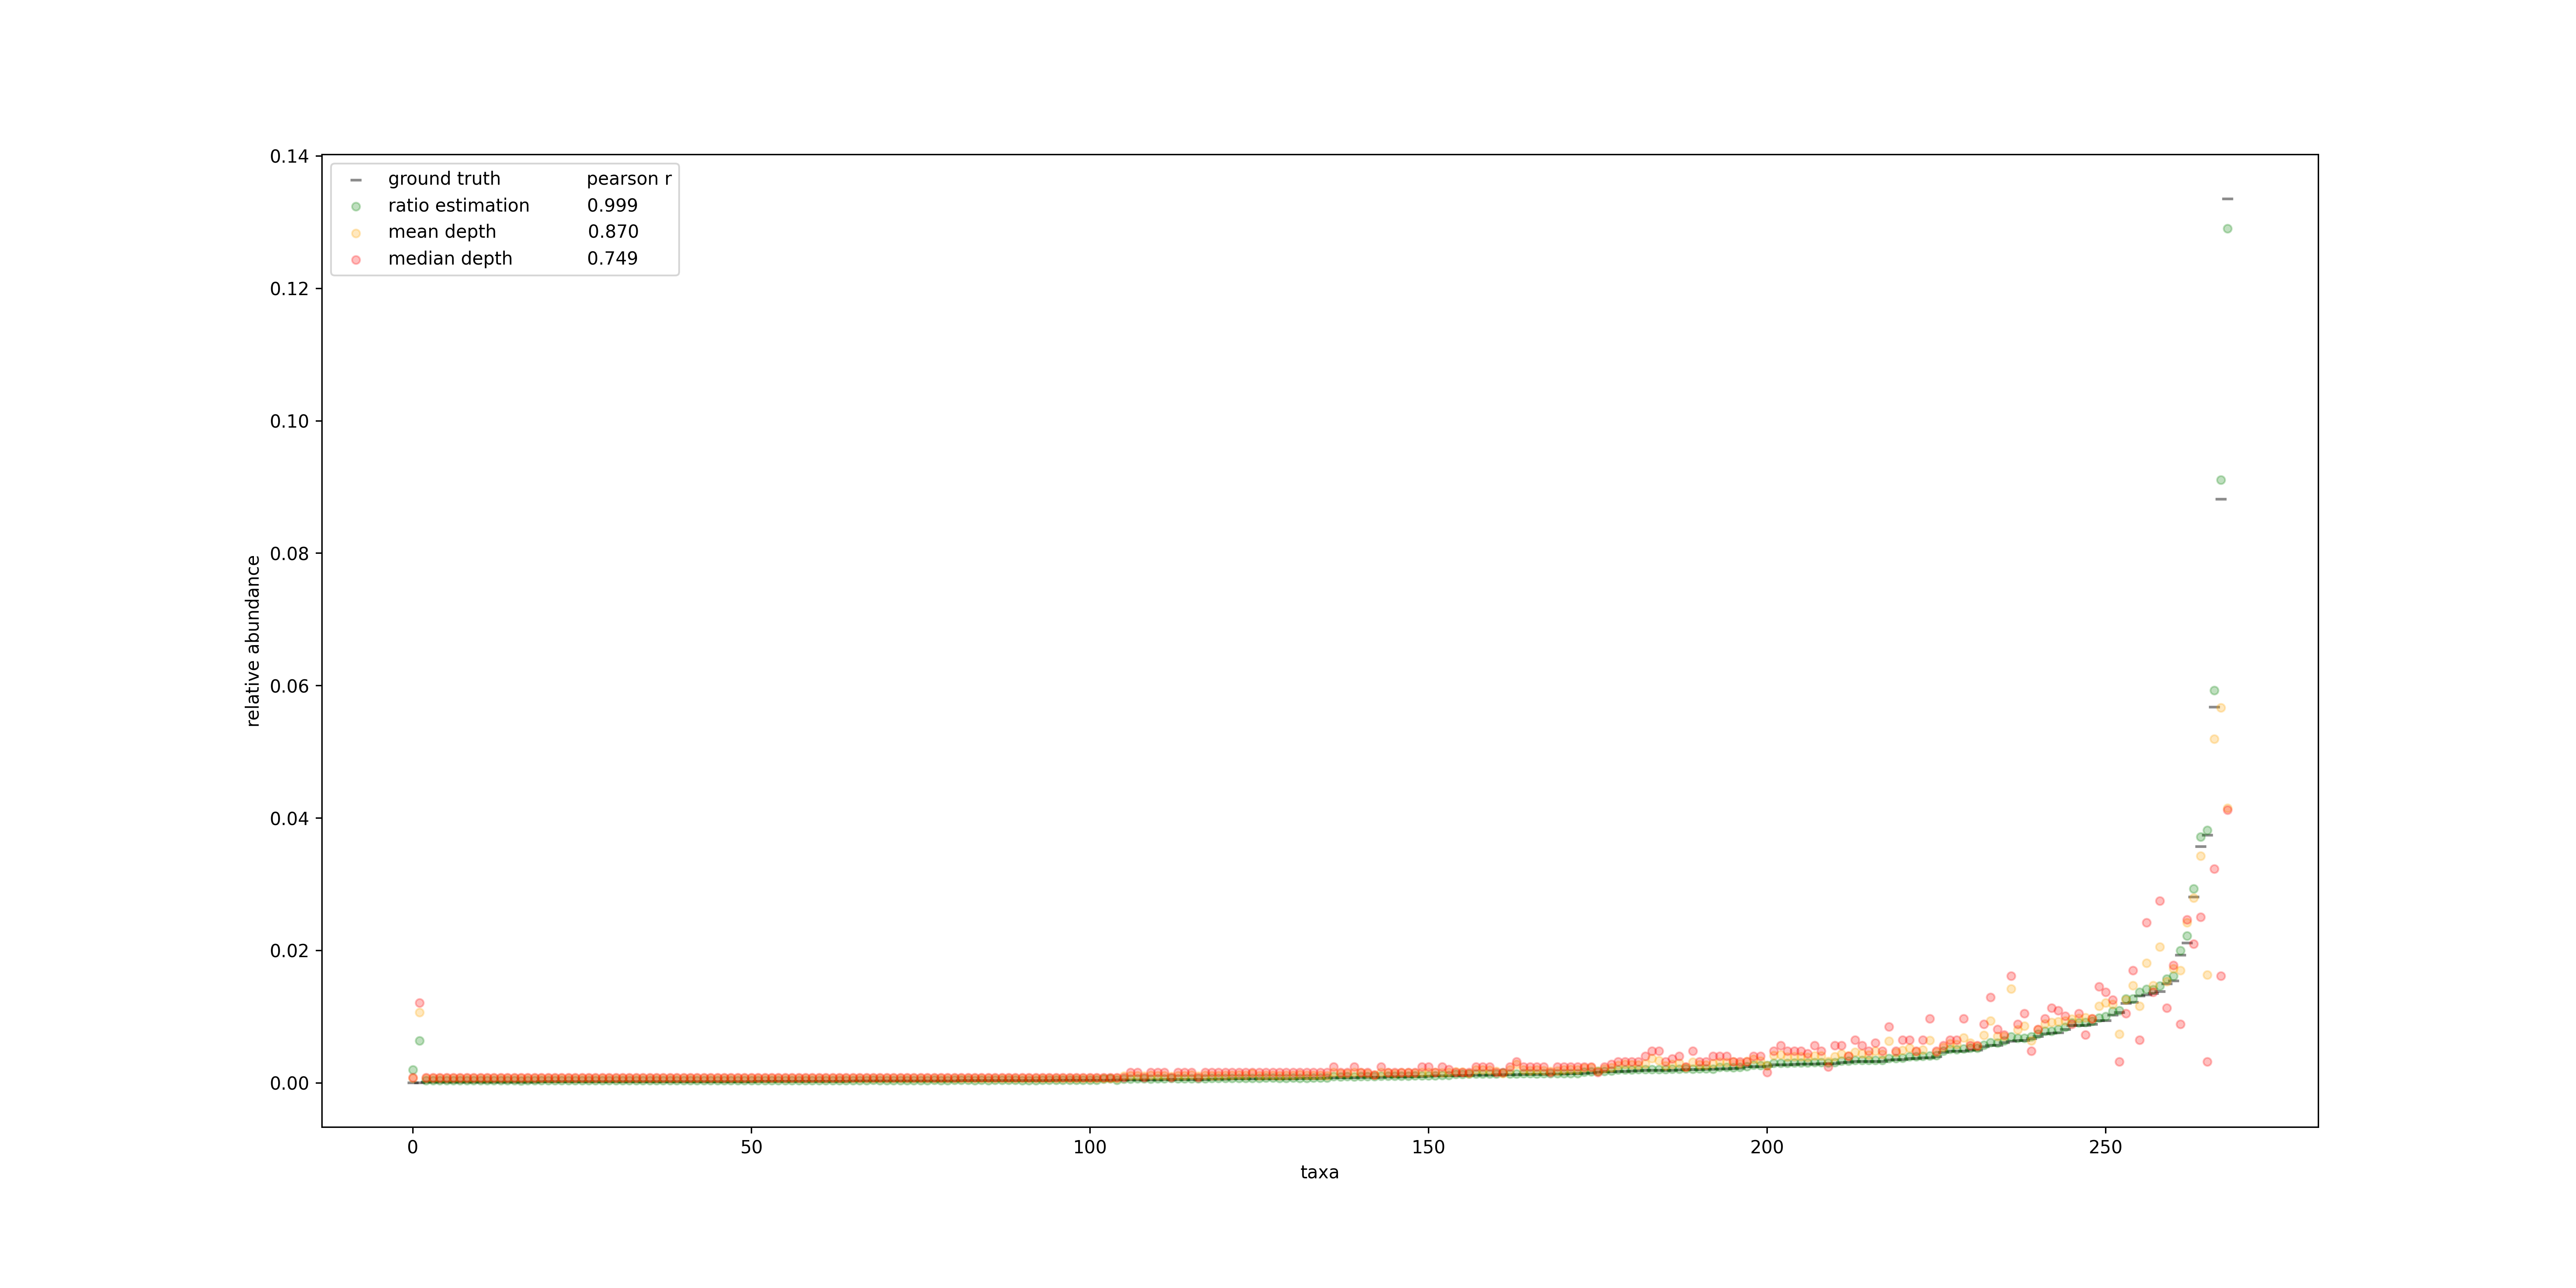 ground truth pearson r
ratio estimation 0.999
mean depth 0.870
median depth 0.749
0.14
0.12
0.10
0.08
0.06
0.04
0.02
0.00
relative abundance
0 50 100 150 200 250
taxa